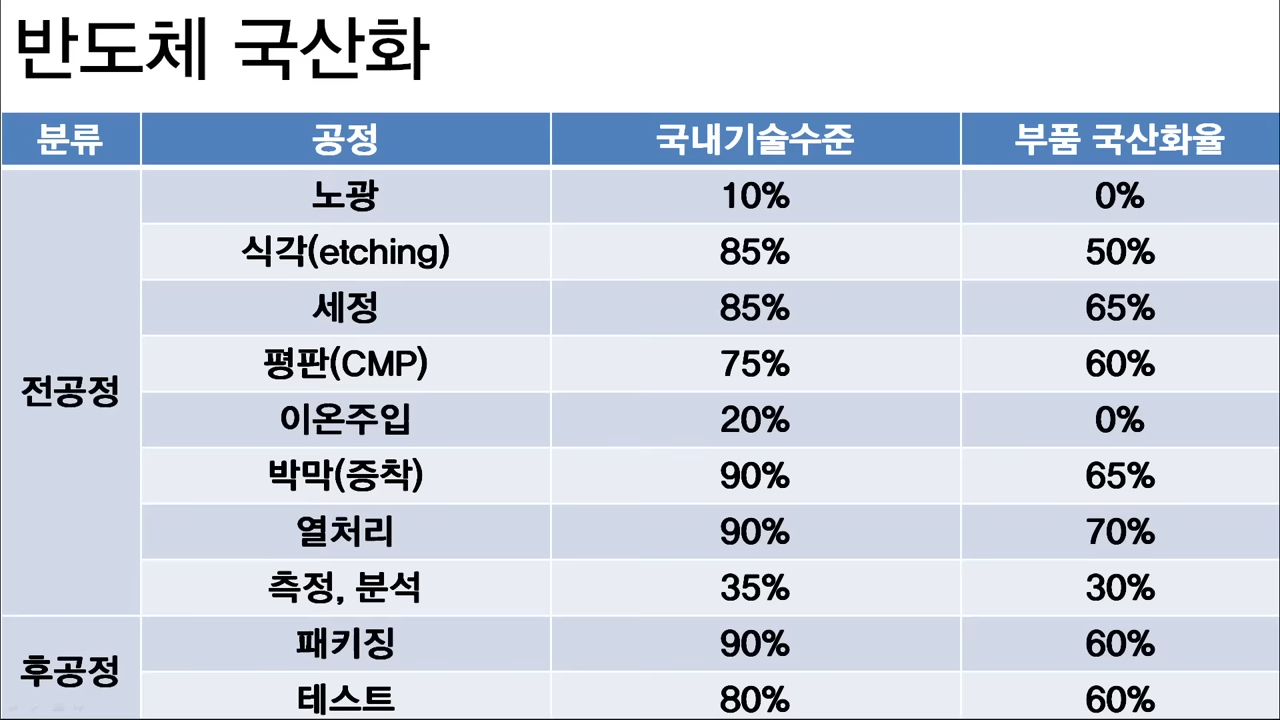 반도체 국산화
분류 공정 국내기술수준 부품 국산화율
전공정
노광 10% 0%
식각(etching) 85% 50%
세정 85% 65%
평판(CMP) 75% 60%
이온주입 20% 0%
박막(증착) 90% 65%
열처리 90% 70%
측정, 분석 35% 30%
후공정
패키징 90% 60%
테스트 80% 60%